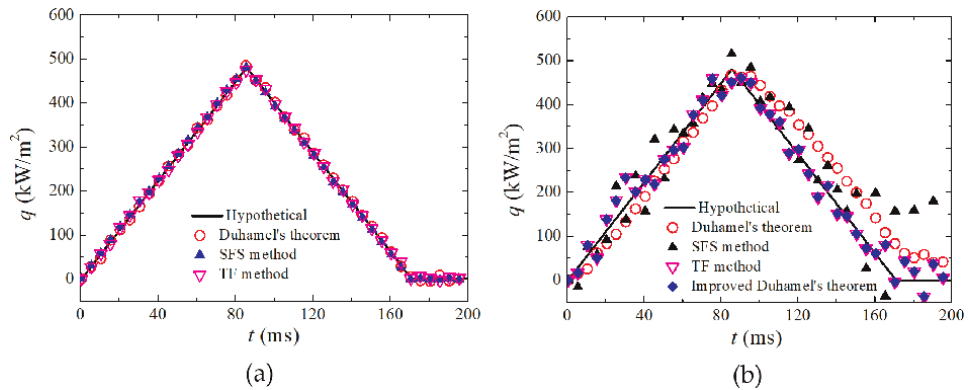 600
500
400
300
200
100
0
q (kW/m²)
Hypothetical
Duhamel's theorem
SFS method
TF method
0 40 80 120 160 200
t (ms)
(a)
600
500
400
300
200
100
0
q (kW/m²)
Hypothetical
Duhamel's theorem
SFS method
TF method
Improved Duhamel's theorem
0 40 80 120 160 200
t (ms)
(b)